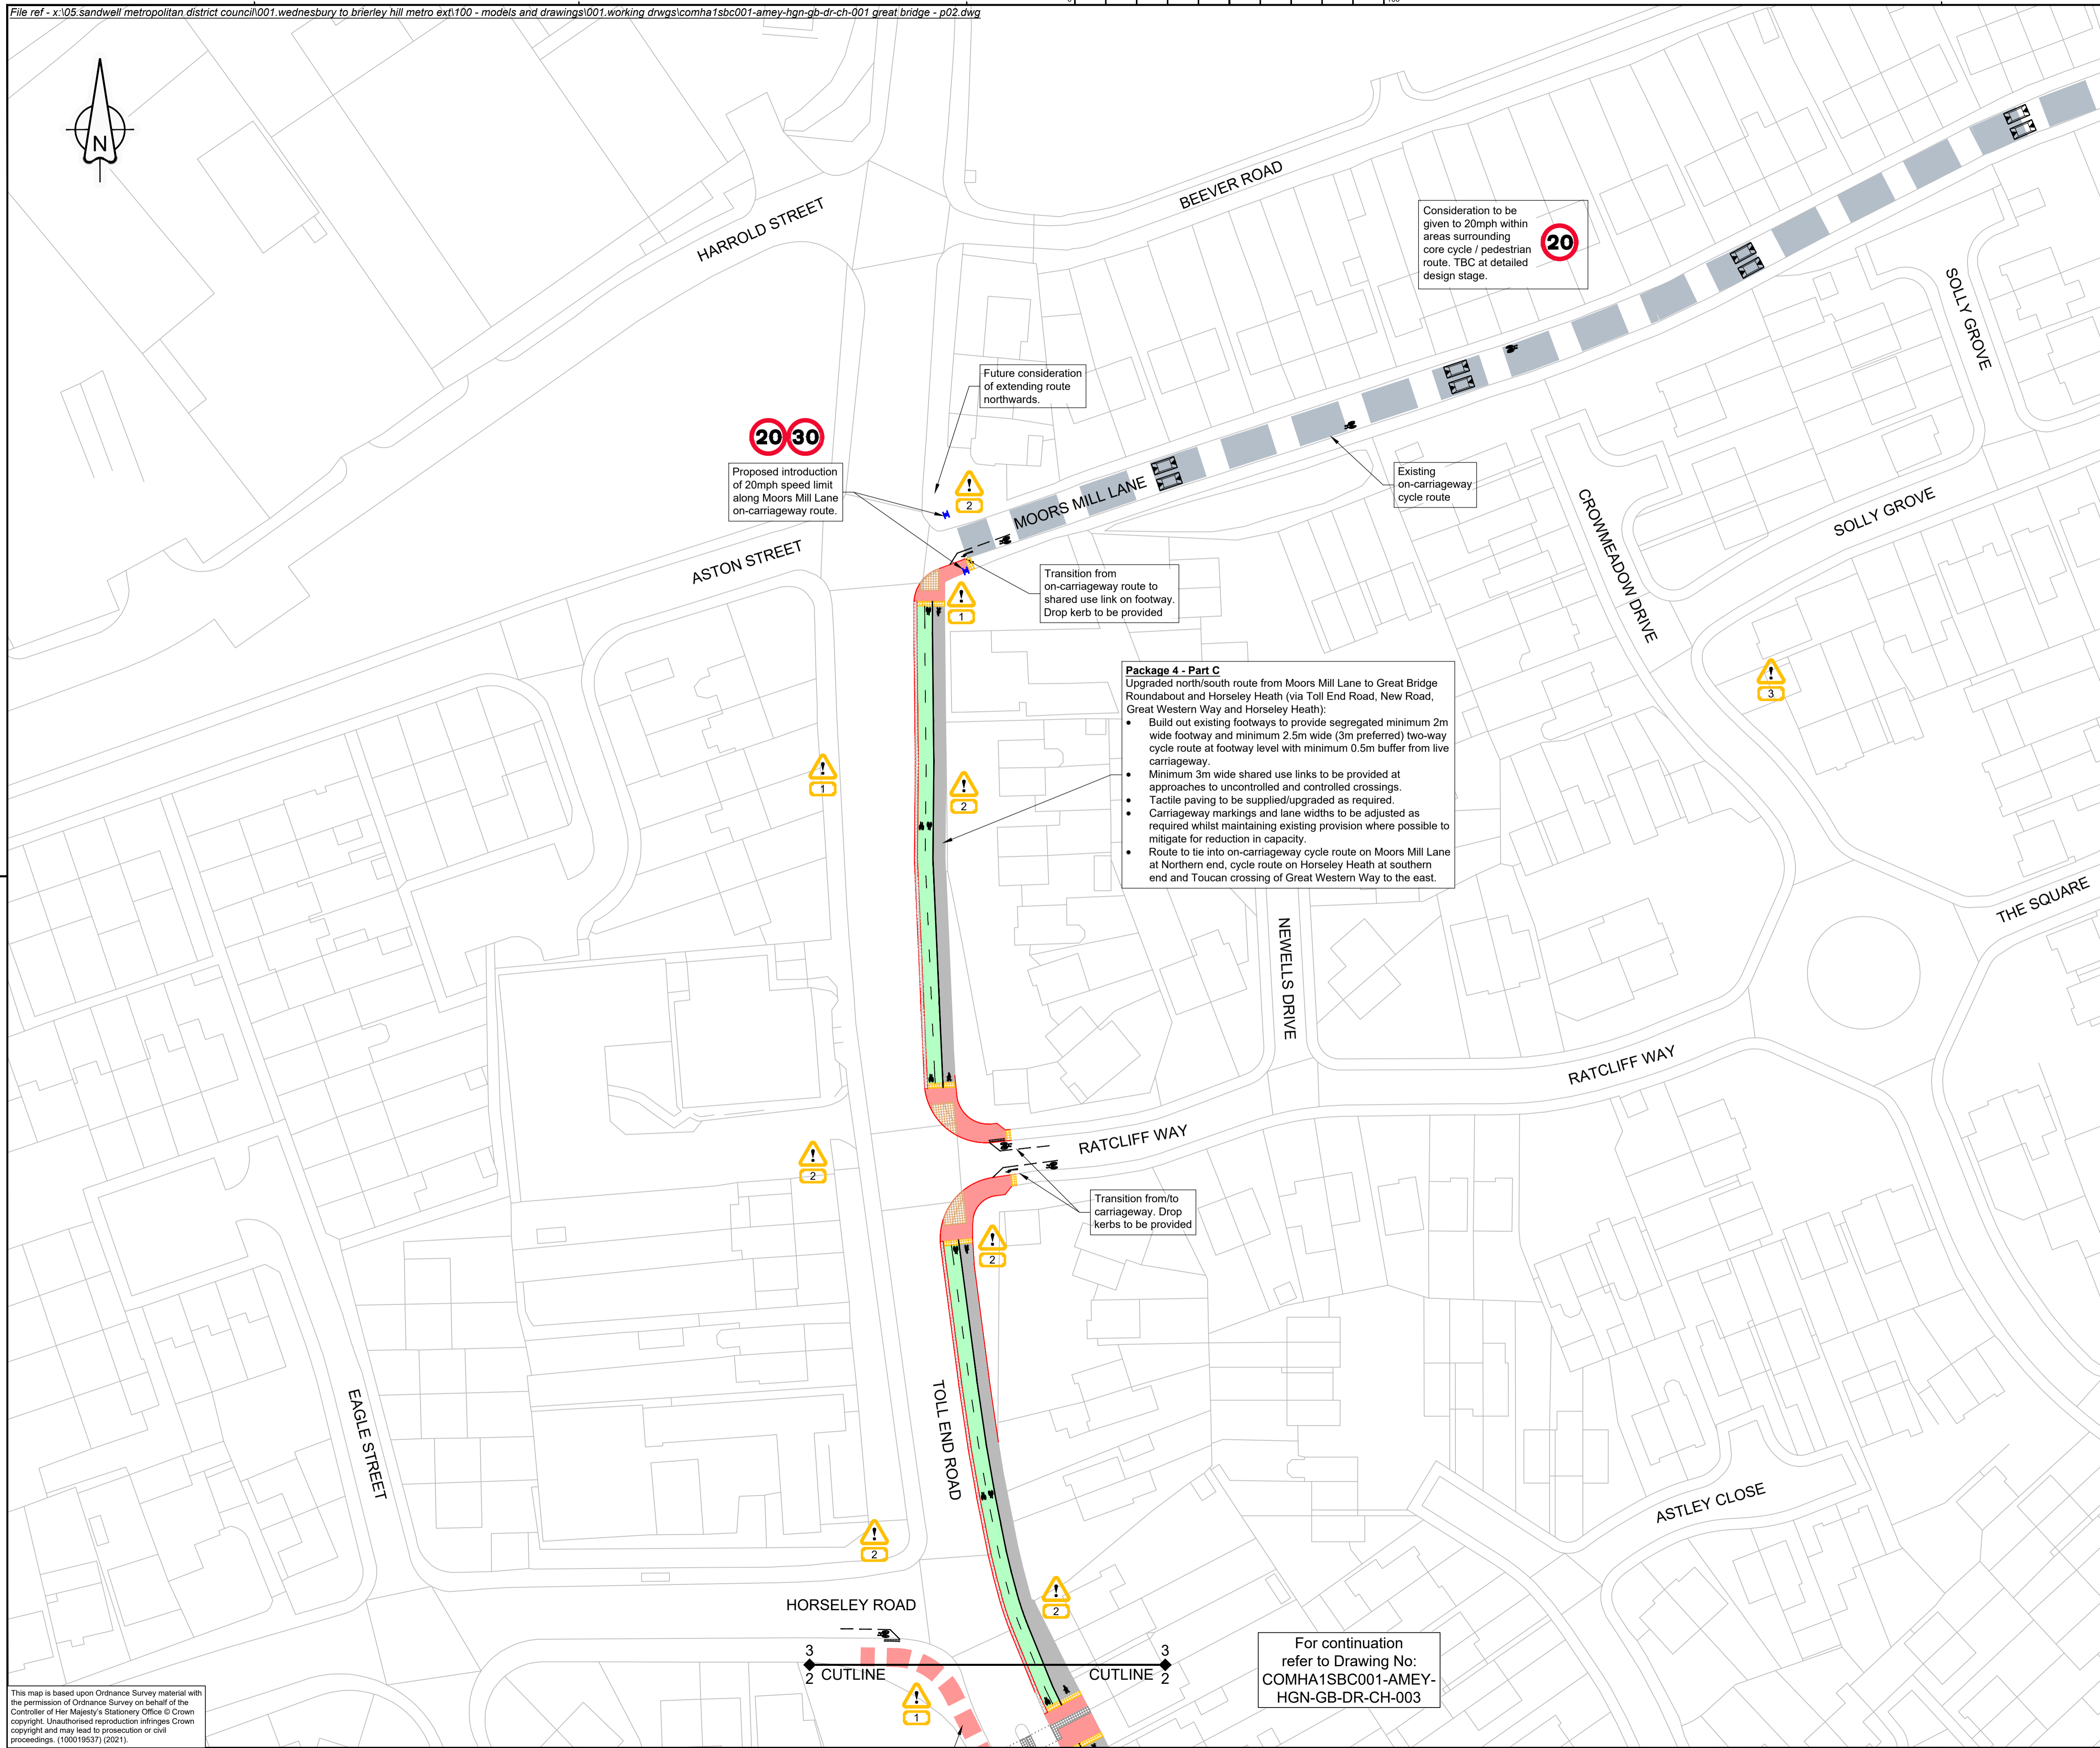 File ref - x:\05.sandwell metropolitan district council\001.wednesbury to brierley hill metro ext\100 - models and drawings\001.working drwgs\comha1sbc001-amey-hgn-gb-dr-ch-001 great bridge - p02.dwg
N
HARROLD STREET
BEEVER ROAD
Consideration to be
given to 20mph within
areas surrounding
core cycle / pedestrian
route. TBC at detailed
design stage.
20
SOLLY GROVE
Future consideration
of extending route
northwards.
20 30
Proposed introduction
of 20mph speed limit
along Moors Mill Lane
on-carriageway route.
2
MOORS MILL LANE
Existing
on-carriageway
cycle route
CROWMEADOW DRIVE
SOLLY GROVE
ASTON STREET
Transition from
on-carriageway route to
shared use link on footway.
Drop kerb to be provided
1
Package 4 - Part C
Upgraded north/south route from Moors Mill Lane to Great Bridge
Roundabout and Horseley Heath (via Toll End Road, New Road,
Great Western Way and Horseley Heath):
• Build out existing footways to provide segregated minimum 2m
wide footway and minimum 2.5m wide (3m preferred) two-way
cycle route at footway level with minimum 0.5m buffer from live
carriageway.
• Minimum 3m wide shared use links to be provided at
approaches to uncontrolled and controlled crossings.
• Tactile paving to be supplied/upgraded as required.
• Carriageway markings and lane widths to be adjusted as
required whilst maintaining existing provision where possible to
mitigate for reduction in capacity.
• Route to tie into on-carriageway cycle route on Moors Mill Lane
at Northern end, cycle route on Horseley Heath at southern
end and Toucan crossing of Great Western Way to the east.
3
1
2
THE SQUARE
NEWELLS DRIVE
RATCLIFF WAY
RATCLIFF WAY
2
Transition from/to
carriageway. Drop
kerbs to be provided
2
EAGLE STREET
TOLL END ROAD
ASTLEY CLOSE
2
2
HORSELEY ROAD
3
2
CUTLINE
CUTLINE
3
2
1
For continuation
refer to Drawing No:
COMHA1SBC001-AMEY-
HGN-GB-DR-CH-003
This map is based upon Ordnance Survey material with
the permission of Ordnance Survey on behalf of the
Controller of Her Majesty's Stationery Office © Crown
copyright. Unauthorised reproduction infringes Crown
copyright and may lead to prosecution or civil
proceedings. (100019537) (2021).